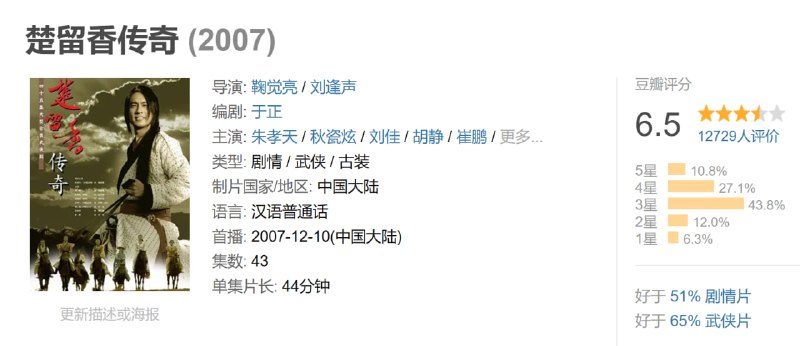 楚留香传奇 (2007)
楚留香
传奇
更新描述或海报
导演: 鞠觉亮 / 刘逢声
编剧: 于正
主演: 朱孝天 / 秋瓷炫 / 刘佳 / 胡静 / 崔鹏 / 更多...
类型: 剧情 / 武侠 / 古装
制片国家/地区: 中国大陆
语言: 汉语普通话
首播: 2007-12-10(中国大陆)
集数: 43
单集片长: 44分钟
豆瓣评分
6.5
12729人评价
5星 10.8%
4星 27.1%
3星 43.8%
2星 12.0%
1星 6.3%
好于 51% 剧情片
好于 65% 武侠片